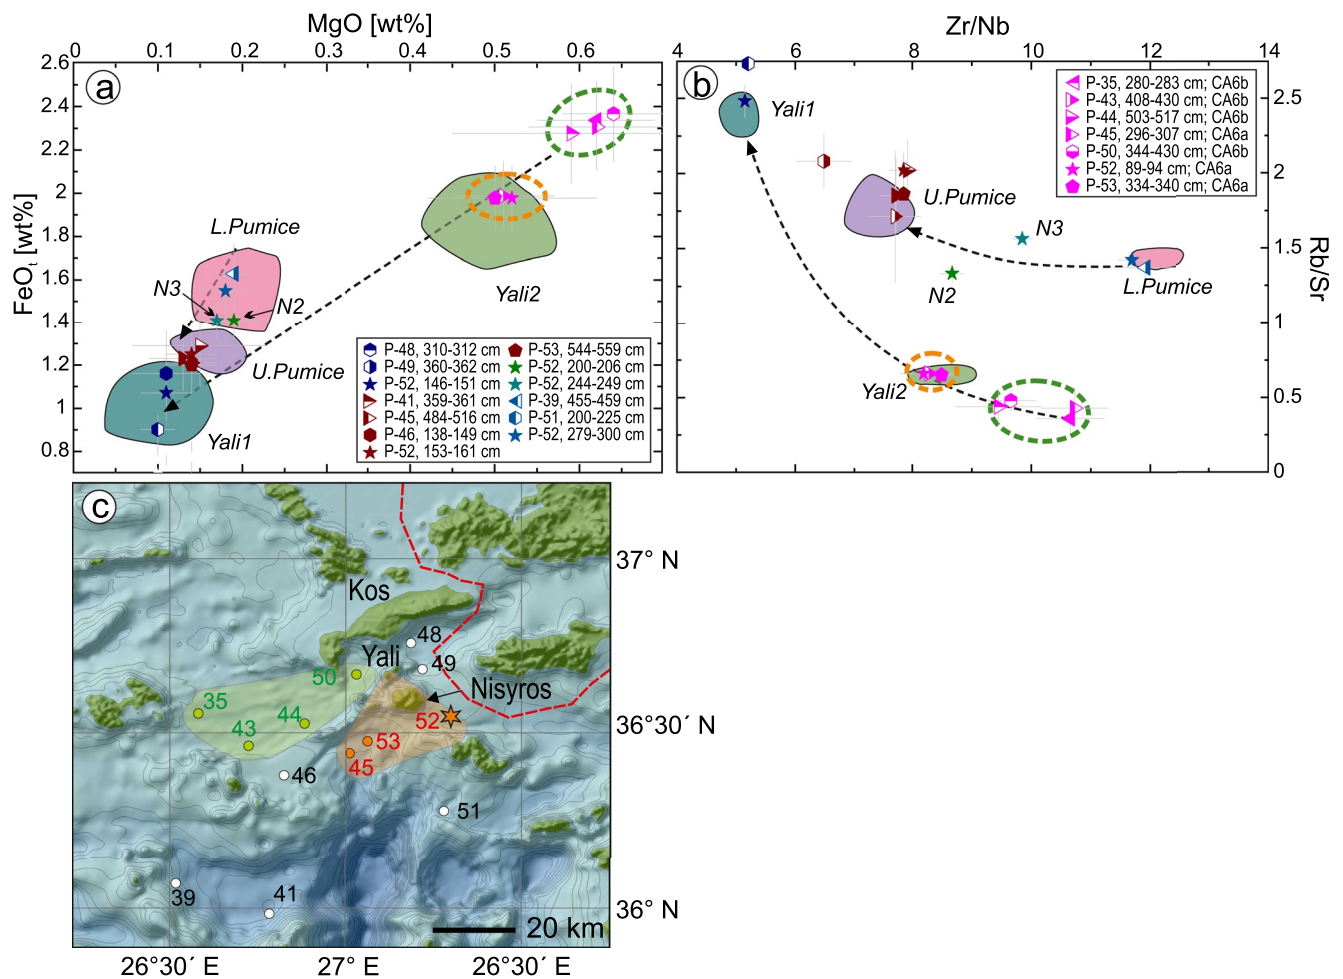 MgO [wt%]
0 0.1 0.2 0.3 0.4 0.5 0.6
FeOt [wt%]
2.6
2.4
2.2
2
1.8
1.6
1.4
1.2
1
0.8
a
L.Pumice
N3
N2
U.Pumice
Yali1
Yali2
P-48, 310-312 cm
P-49, 360-362 cm
P-52, 146-151 cm
P-41, 359-361 cm
P-45, 484-516 cm
P-46, 138-149 cm
P-52, 153-161 cm
P-53, 544-559 cm
P-52, 200-206 cm
P-52, 244-249 cm
P-39, 455-459 cm
P-51, 200-225 cm
P-52, 279-300 cm
Zr/Nb
4 6 8 10 12 14
b
Yali1
U.Pumice
N3
N2
L.Pumice
Yali2
P-35, 280-283 cm; CA6b
P-43, 408-430 cm; CA6b
P-44, 503-517 cm; CA6b
P-45, 296-307 cm; CA6a
P-50, 344-430 cm; CA6b
P-52, 89-94 cm; CA6a
P-53, 334-340 cm; CA6a
2.5
2
1.5
1
0.5
0
Rb/Sr
c
Kos
48
Yali
49
50
Nisyros
35
52
44
43
53
45
46
51
39
41
20 km
37° N
36°30´ N
36° N
26°30´ E 27° E 26°30´ E